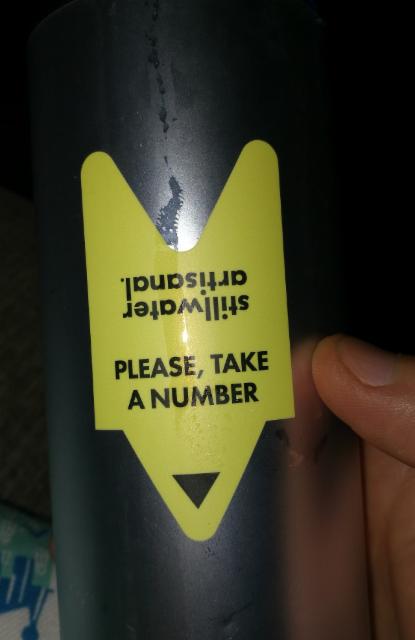 stillwater
artisanal.
PLEASE, TAKE
A NUMBER